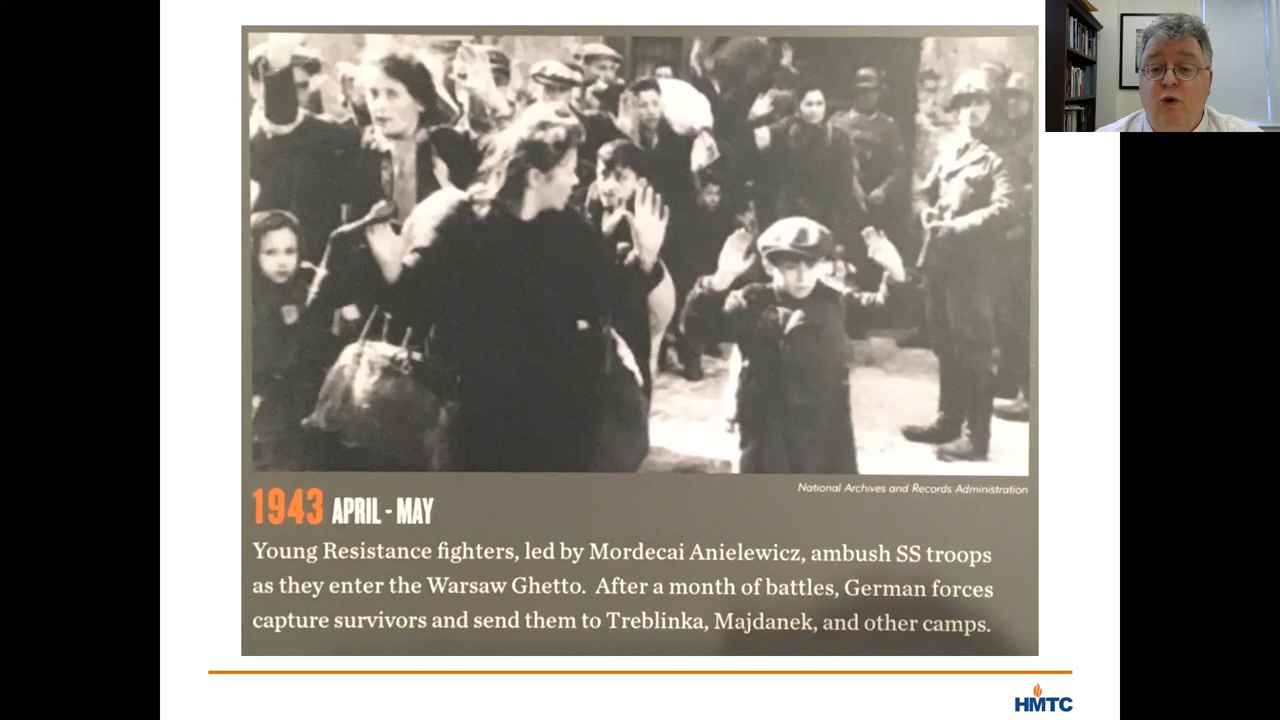 National Archives and Records Administration
1943 APRIL - MAY
Young Resistance fighters, led by Mordecai Anielewicz, ambush SS troops
as they enter the Warsaw Ghetto. After a month of battles, German forces
capture survivors and send them to Treblinka, Majdanek, and other camps.
HMTC